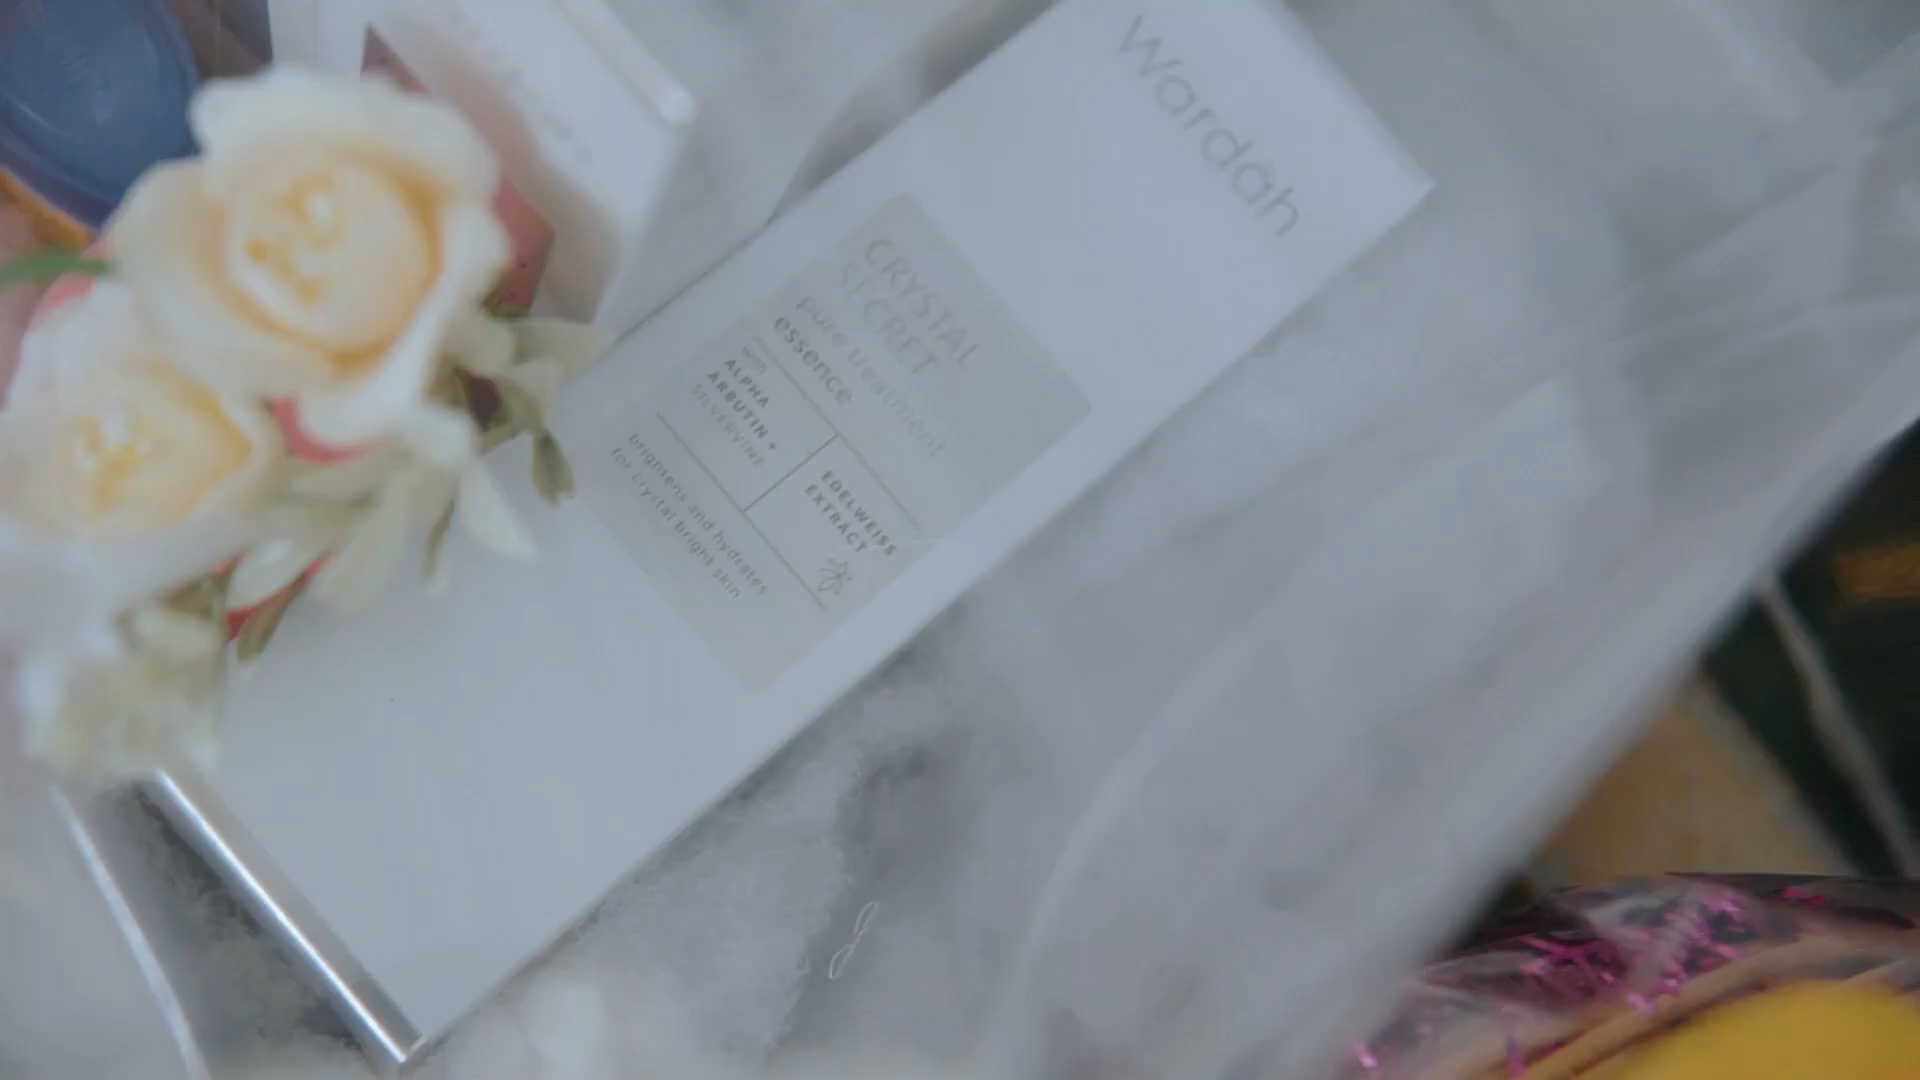 Wardah
CRYSTAL
SECRET
pure treatment
essence
with
ALPHA
ARBUTIN +
SILVERVINE
EDELWEISS
EXTRACT
brightens and hydrates
for crystal bright skin